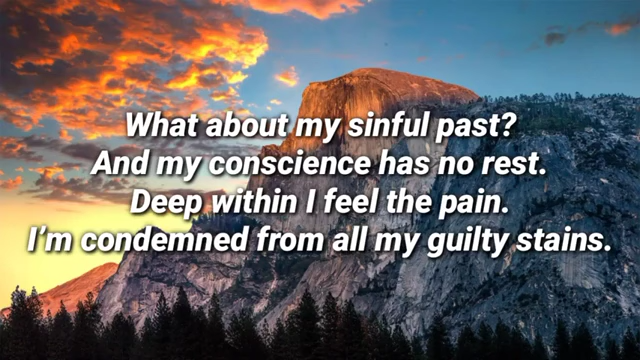 What about my sinful past?
And my conscience has no rest.
Deep within I feel the pain.
I’m condemned from all my guilty stains.